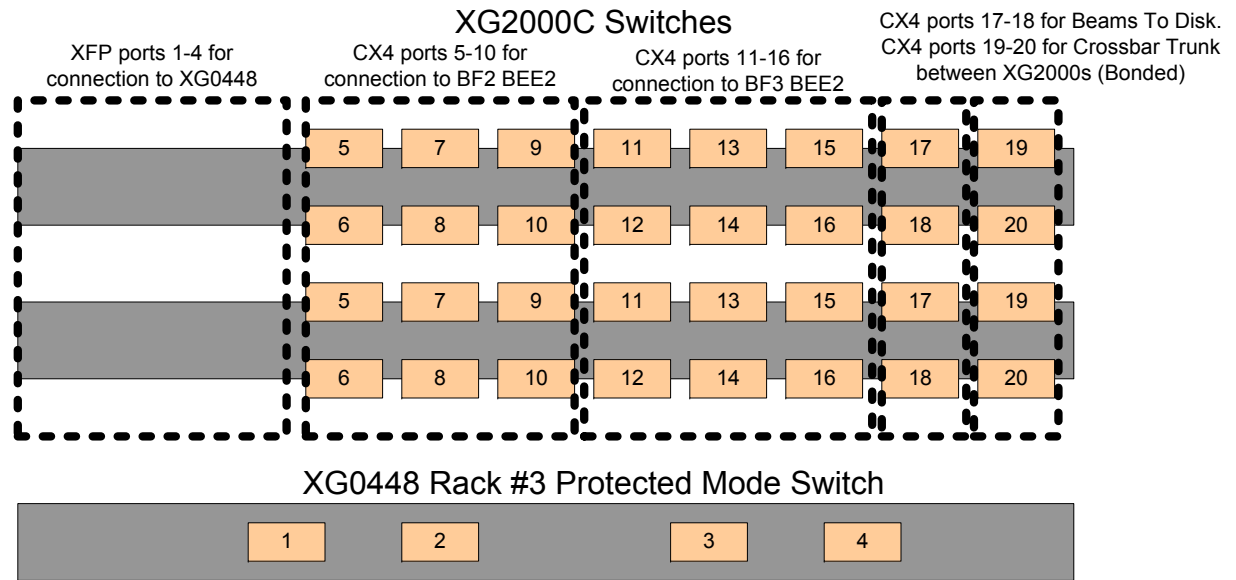 XG2000C Switches
XFP ports 1-4 for
connection to XG0448
CX4 ports 5-10 for
connection to BF2 BEE2
CX4 ports 11-16 for
connection to BF3 BEE2
CX4 ports 17-18 for Beams To Disk.
CX4 ports 19-20 for Crossbar Trunk
between XG2000s (Bonded)
5 7 9 11 13 15 17 19
6 8 10 12 14 16 18 20
5 7 9 11 13 15 17 19
6 8 10 12 14 16 18 20
XG0448 Rack #3 Protected Mode Switch
1 2 3 4